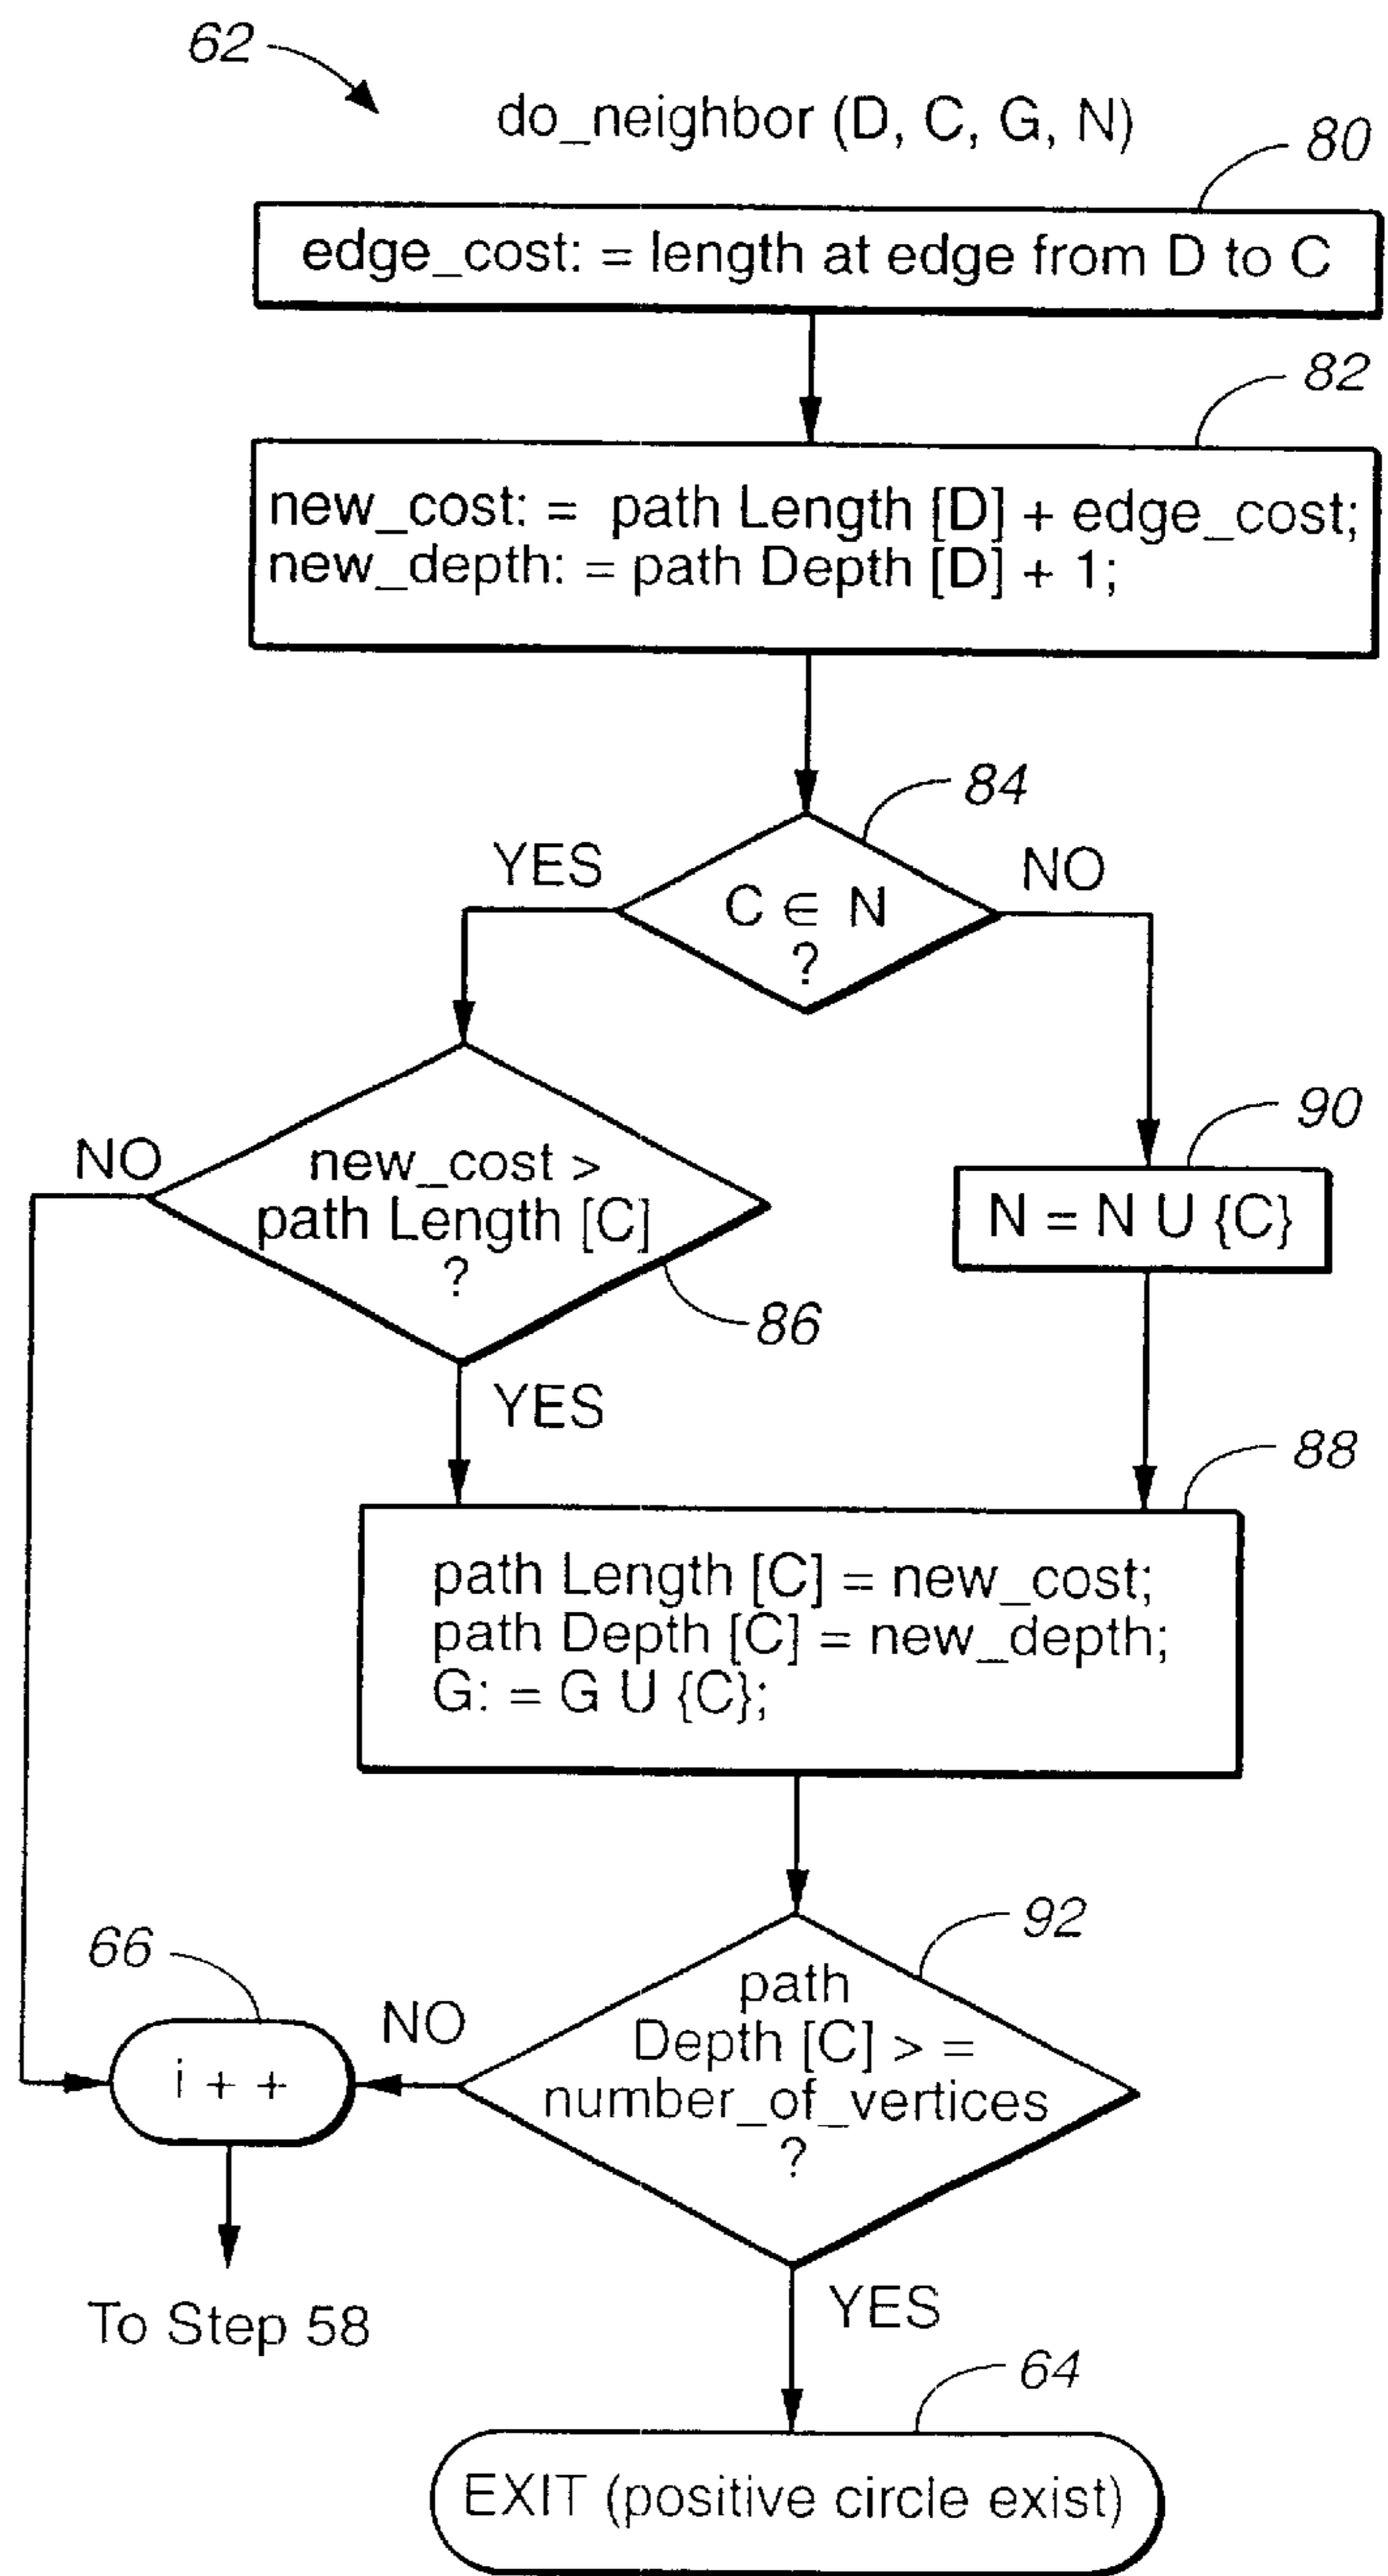 62
do_neighbor (D, C, G, N)
80
edge_cost: = length at edge from D to C
82
new_cost: = path Length [D] + edge_cost;
new_depth: = path Depth [D] + 1;
84
YES
NO
C ∈ N
?
90
NO
new_cost >
path Length [C]
?
N = N U {C}
86
YES
88
path Length [C] = new_cost;
path Depth [C] = new_depth;
G: = G U {C};
92
66
path
Depth [C] > =
number_of_vertices
?
NO
i + +
YES
To Step 58
64
EXIT (positive circle exist)